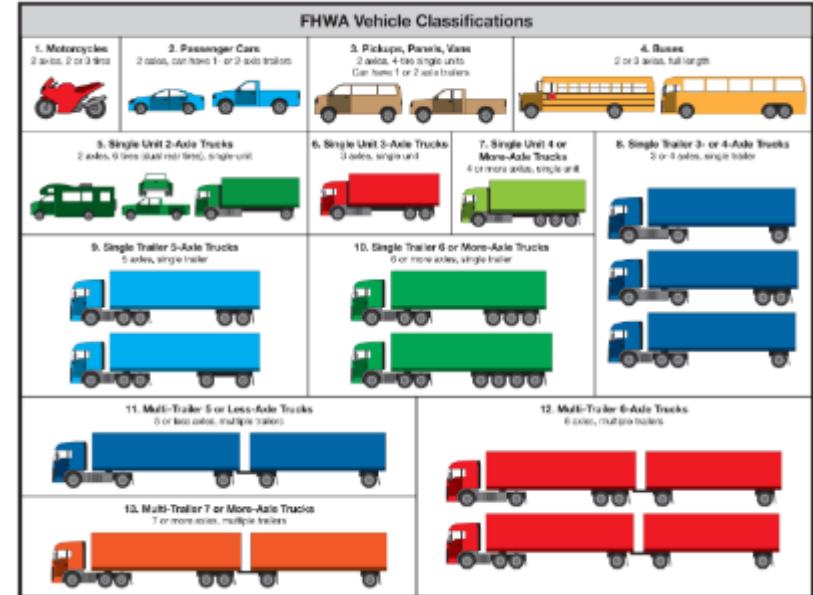 FHWA Vehicle Classifications
1. Motorcycles
2 axles, 2 or 3 tires
2. Passenger Cars
2 axles, can have 1- or 2-axle trailers
3. Pickups, Panels, Vans
2 axles, 4-tire single units
Can have 1 or 2 axle trailers
4. Buses
2 or 3 axles, full length
5. Single Unit 2-Axle Trucks
2 axles, 6 tires (dual rear tires), single-unit
6. Single Unit 3-Axle Trucks
3 axles, single unit
7. Single Unit 4 or
More-Axle Trucks
4 or more axles, single unit
8. Single Trailer 3- or 4-Axle Trucks
3 or 4 axles, single trailer
9. Single Trailer 5-Axle Trucks
5 axles, single trailer
10. Single Trailer 6 or More-Axle Trucks
6 or more axles, single trailer
11. Multi-Trailer 5 or Less-Axle Trucks
5 or less axles, multiple trailers
12. Multi-Trailer 6-Axle Trucks
6 axles, multiple trailers
13. Multi-Trailer 7 or More-Axle Trucks
7 or more axles, multiple trailers